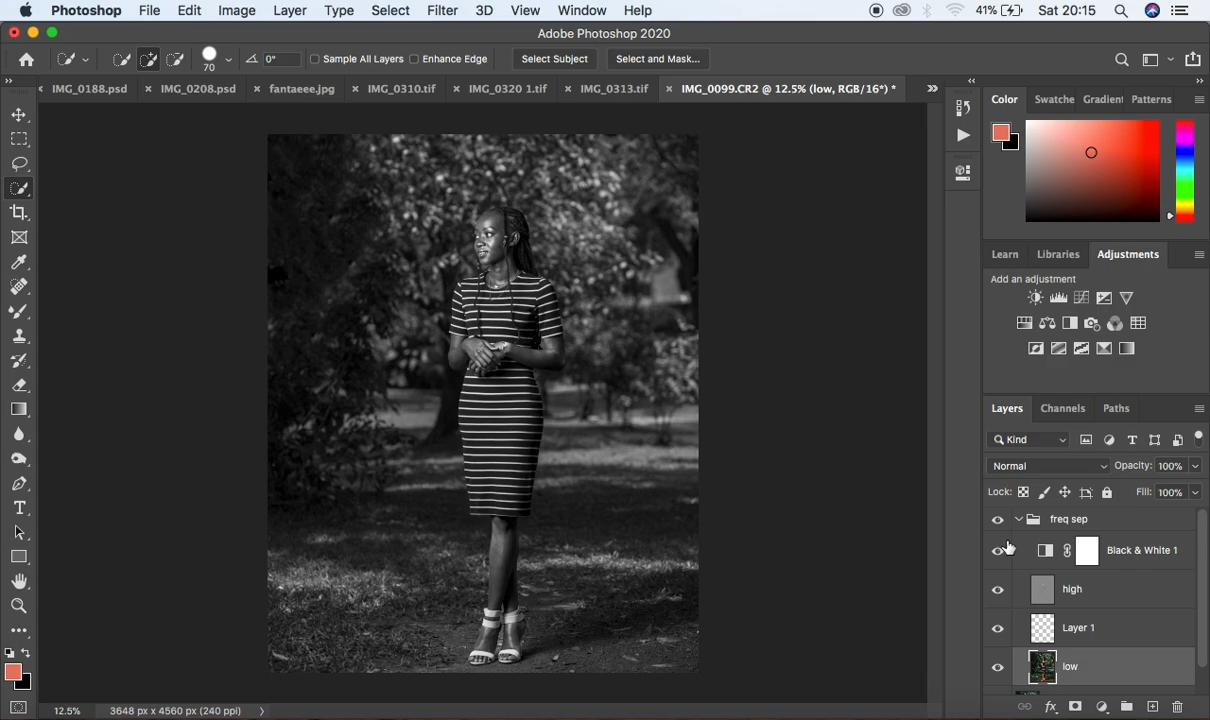 Photoshop File Edit Image Layer Type Select Filter 3D View Window Help 41% Sat 20:15
Adobe Photoshop 2020
70 0° Sample All Layers Enhance Edge Select Subject Select and Mask...
IMG_0188.psd IMG_0208.psd fantaeee.jpg IMG_0310.tif IMG_0320 1.tif IMG_0313.tif IMG_0099.CR2 @ 12.5% (low, RGB/16*) *
Color Swatche Gradient Patterns
Learn Libraries Adjustments
Add an adjustment
Layers Channels Paths
Kind
Normal Opacity: 100%
Lock: Fill: 100%
freq sep
Black & White 1
high
Layer 1
low
12.5% 3648 px x 4560 px (240 ppi)